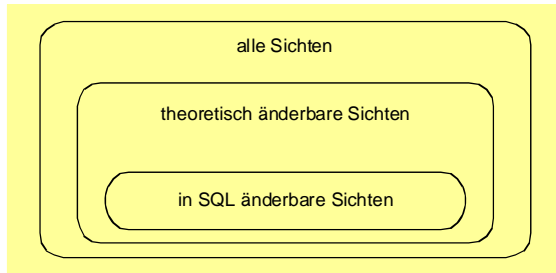 alle Sichten
theoretisch änderbare Sichten
in SQL änderbare Sichten